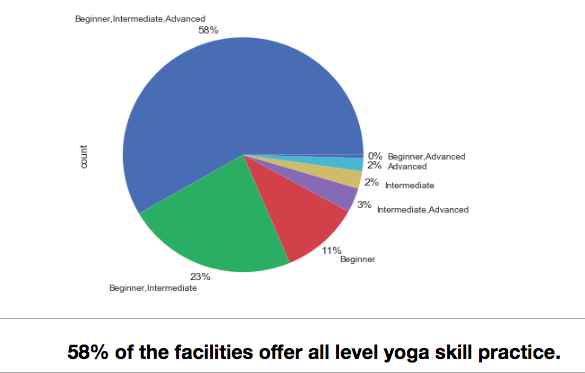 Beginner,Intermediate,Advanced
58%
count
0% Beginner,Advanced
2% Advanced
2% Intermediate
3% Intermediate,Advanced
11%
Beginner
23%
Beginner,Intermediate
58% of the facilities offer all level yoga skill practice.